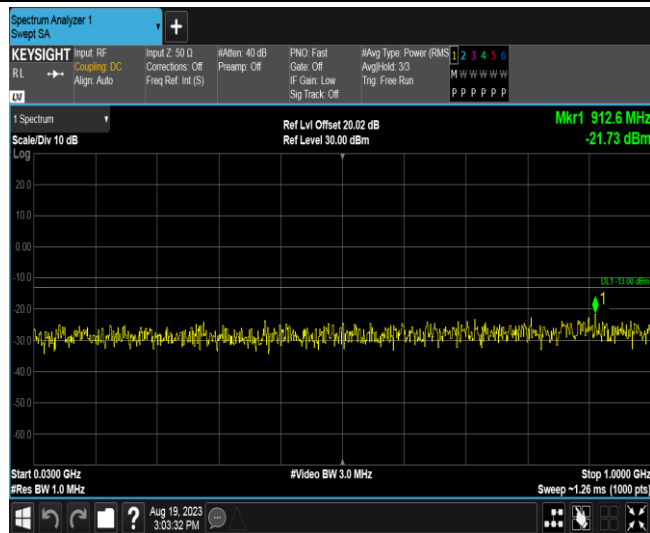 Spectrum Analyzer 1
Swept SA
+
KEYSIGHT
RL
LXI
Input: RF
Coupling: DC
Align: Auto
Input Z: 50 Ω
Corrections: Off
Freq Ref: Int (S)
#Atten: 40 dB
Preamp: Off
PNO: Fast
Gate: Off
IF Gain: Low
Sig Track: Off
#Avg Type: Power (RMS
Avg|Hold: 3/3
Trig: Free Run
1 2 3 4 5 6
M W W W W W
P P P P P P
1 Spectrum
Scale/Div 10 dB
Ref Lvl Offset 20.02 dB
Ref Level 30.00 dBm
Mkr1 912.6 MHz
-21.73 dBm
Log
20.0
10.0
0.00
-10.0
DL1 -13.00 dBm
1
-20.0
-30.0
-40.0
-50.0
-60.0
Start 0.0300 GHz
#Res BW 1.0 MHz
#Video BW 3.0 MHz
Stop 1.0000 GHz
Sweep ~1.26 ms (1000 pts)
?
Aug 19, 2023
3:03:32 PM